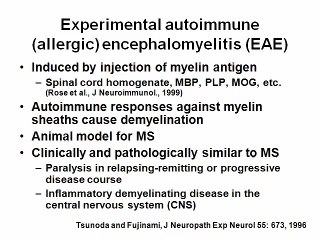 Experimental autoimmune
(allergic) encephalomyelitis (EAE)
• Induced by injection of myelin antigen
– Spinal cord homogenate, MBP, PLP, MOG, etc.
(Rose et al., J Neuroimmunol., 1999)
• Autoimmune responses against myelin
sheaths cause demyelination
• Animal model for MS
• Clinically and pathologically similar to MS
– Paralysis in relapsing-remitting or progressive
disease course
– Inflammatory demyelinating disease in the
central nervous system (CNS)
Tsunoda and Fujinami, J Neuropath Exp Neurol 55: 673, 1996